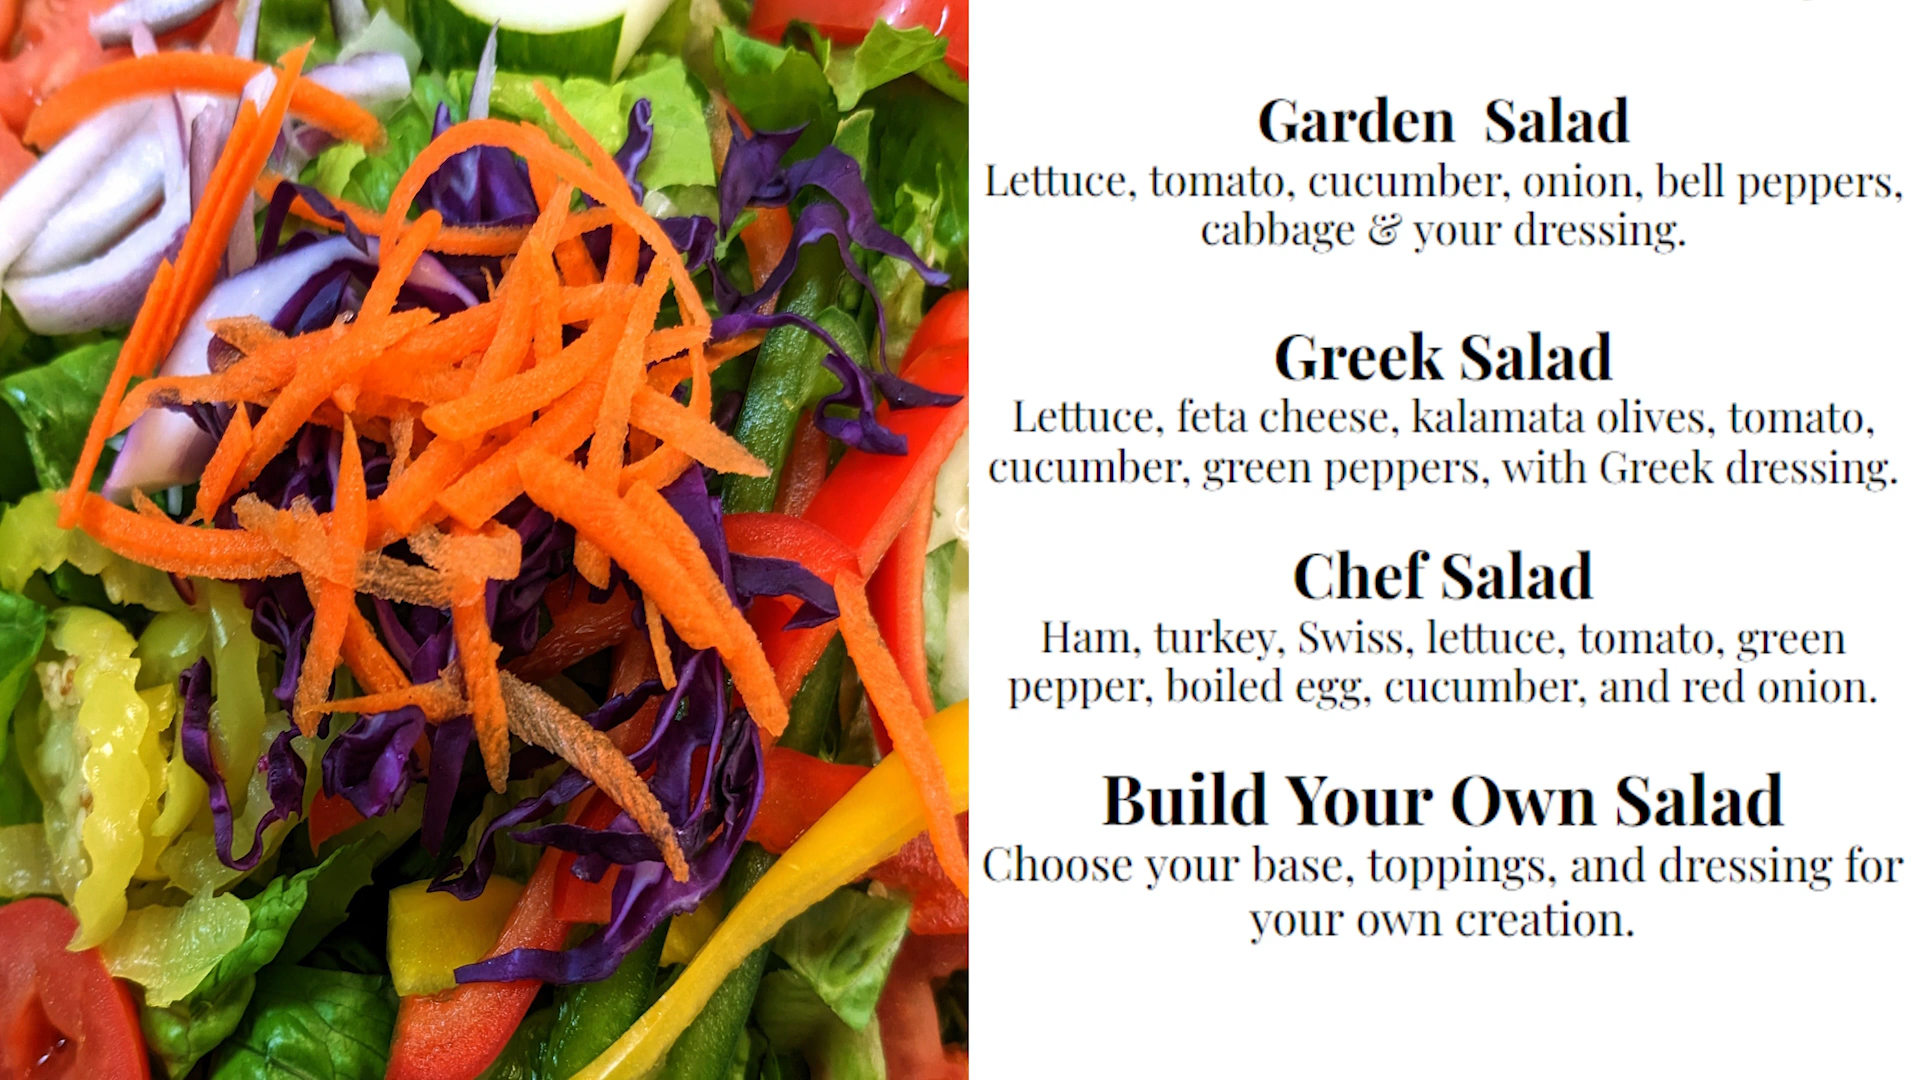 Garden Salad
Lettuce, tomato, cucumber, onion, bell peppers,
cabbage & your dressing.
Greek Salad
Lettuce, feta cheese, kalamata olives, tomato,
cucumber, green peppers, with Greek dressing.
Chef Salad
Ham, turkey, Swiss, lettuce, tomato, green
pepper, boiled egg, cucumber, and red onion.
Build Your Own Salad
Choose your base, toppings, and dressing for
your own creation.